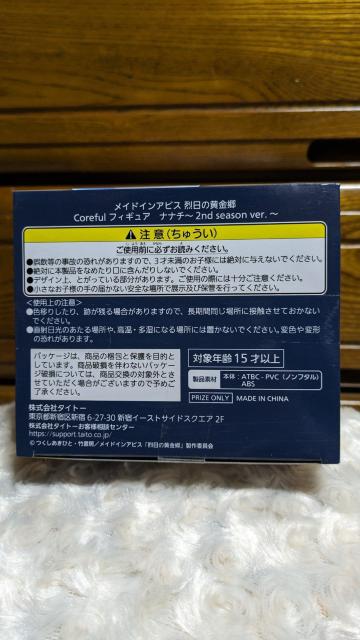 メイドインアビス 烈日の黄金郷
Coreful フィギュア ナナチ～2nd season ver.～
注意(ちゅうい)
ご使用前に必ずお読みください。
●誤飲等の事故の恐れがありますので、3才未満のお子様には絶対に与えないでください。
●絶対に本製品をなめたり口に含んだりしないでください。
●デザイン上、とがっている部分があります。ご使用の際には十分ご注意ください。
●小さなお子様の手の届かない安全な場所で展示及び保管を行ってください。
<使用上の注意>
●色移りしたり、跡が残る場合がありますので、長期間同じ場所に接触させておかないでください。
●直射日光のあたる場所や、高温・多湿になる場所には置かないでください。変色や変形の恐れがあります。
パッケージは、商品の梱包と保護を目的としています。商品破損を伴わないパッケージ破損については、商品交換の対象外とさせていただく場合がございますので予めご了承ください。
対象年齢15才以上
製品素材 本体:ATBC-PVC(ノンフタル) ABS
PRIZE ONLY MADE IN CHINA
株式会社タイトー
東京都新宿区新宿 6-27-30 新宿イーストサイドスクエア 2F
株式会社タイトーお客様相談センター
https://support.taito.co.jp/
© つくしあきひと・竹書房/メイドインアビス「烈日の黄金郷」製作委員会